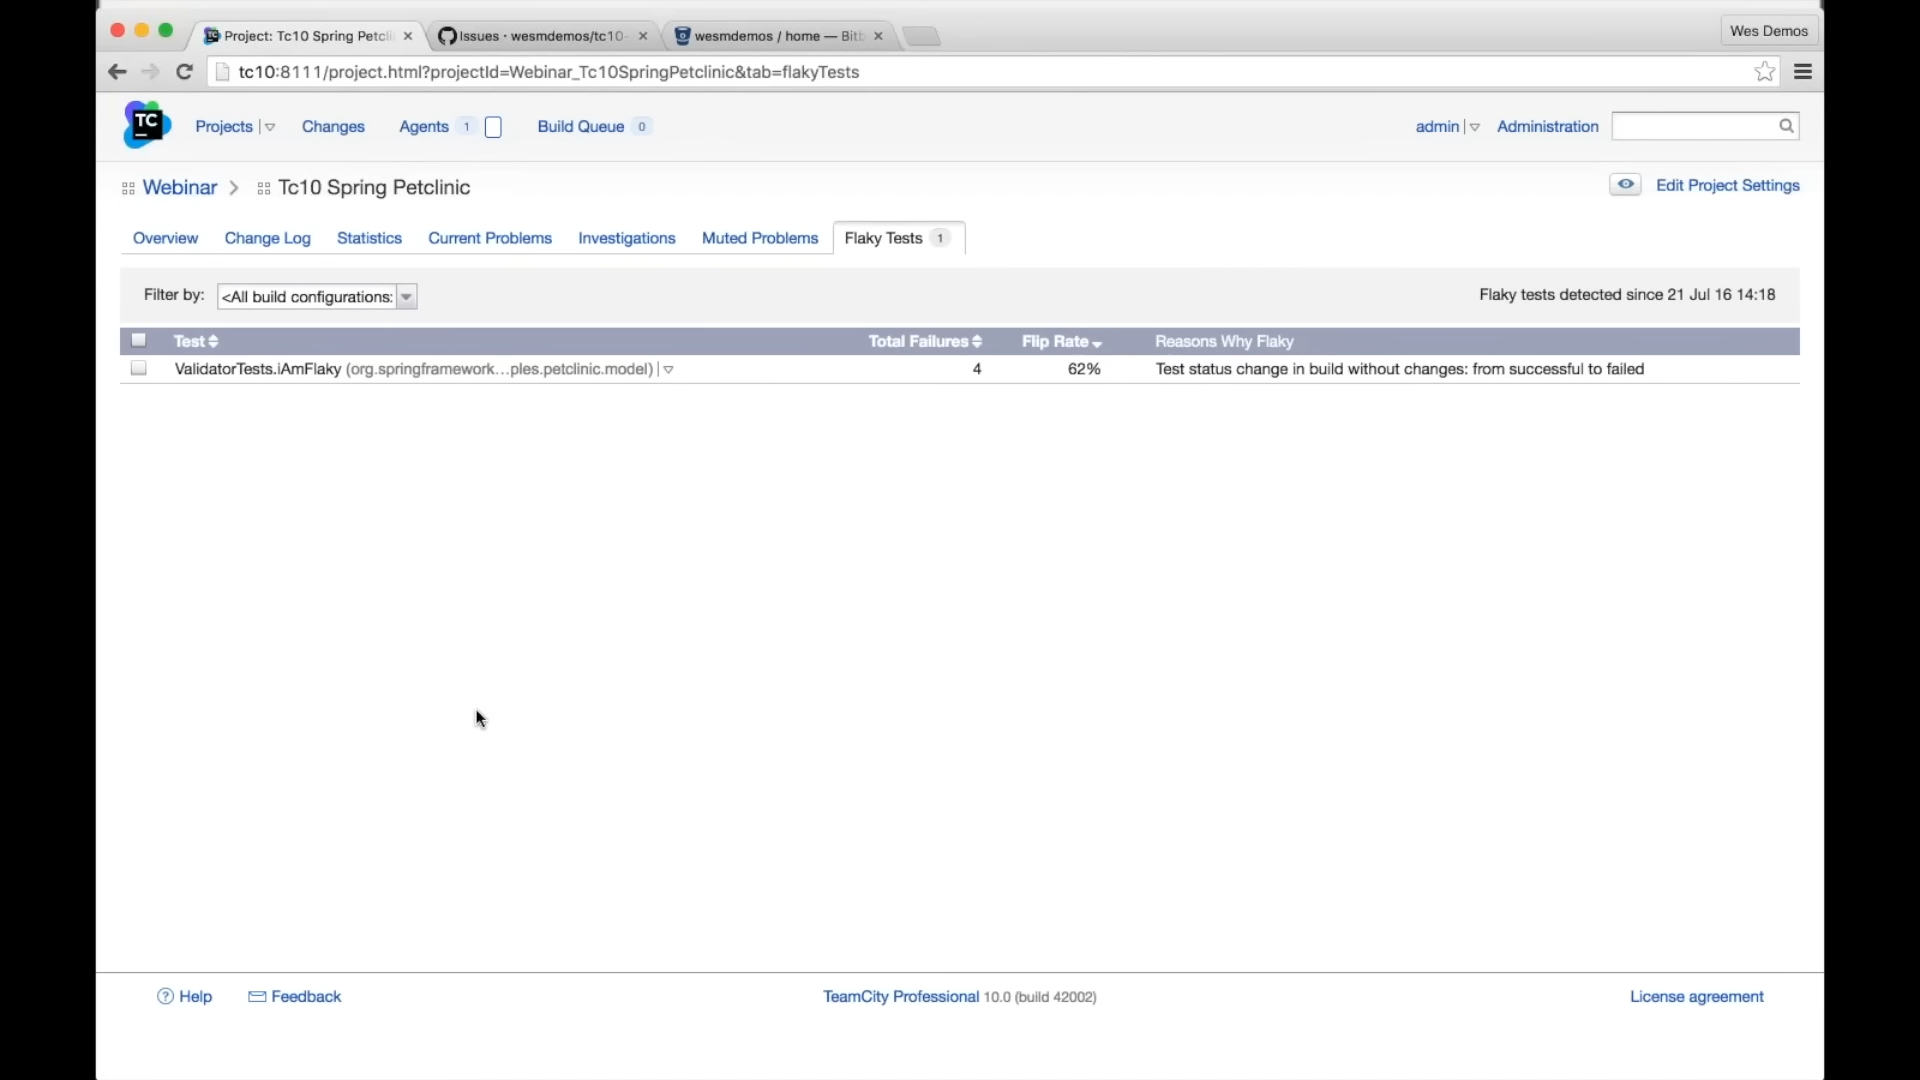 Project: Tc10 Spring Petcli
Issues · wesmdemos/tc10-
wesmdemos / home — Bitb
Wes Demos
tc10:8111/project.html?projectId=Webinar_Tc10SpringPetclinic&tab=flakyTests
TC
Projects
Changes
Agents 1
Build Queue 0
admin
Administration
Webinar
Tc10 Spring Petclinic
Edit Project Settings
Overview
Change Log
Statistics
Current Problems
Investigations
Muted Problems
Flaky Tests 1
Filter by: <All build configurations:
Flaky tests detected since 21 Jul 16 14:18
Test Total Failures Flip Rate Reasons Why Flaky
ValidatorTests.iAmFlaky (org.springframework...ples.petclinic.model) 4 62% Test status change in build without changes: from successful to failed
? Help
Feedback
TeamCity Professional 10.0 (build 42002)
License agreement